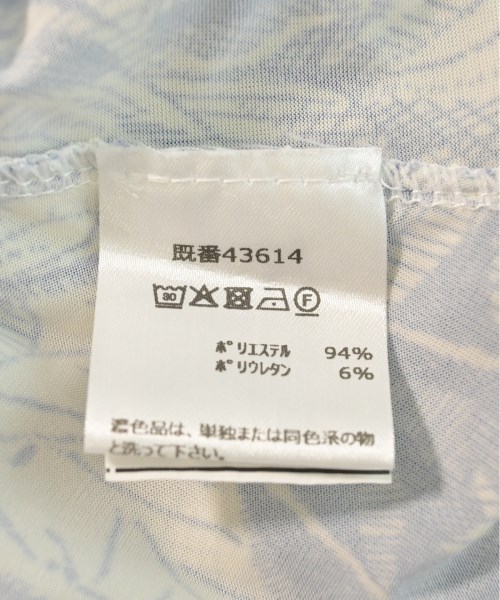 既番43614
30 F
ポリエステル 94%
ポリウレタン 6%
濃色品は、単独または同色系の物
と洗って下さい。